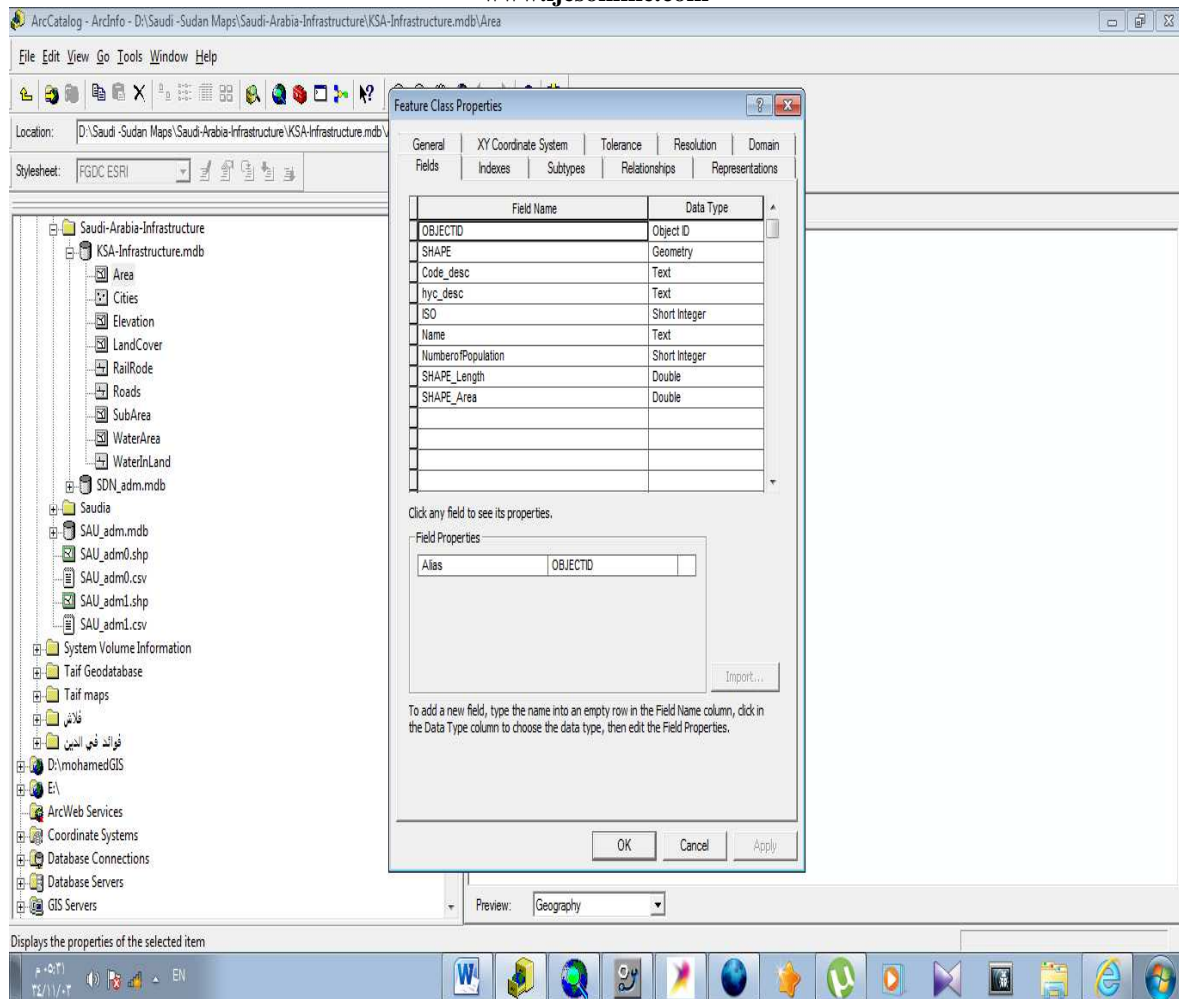 ArcCatalog - ArcInfo - D:\Saudi -Sudan Maps\Saudi-Arabia-Infrastructure\KSA-Infrastructure.mdb\Area
File Edit View Go Tools Window Help
Location: D:\Saudi -Sudan Maps\Saudi-Arabia-Infrastructure\KSA-Infrastructure.mdb\
Stylesheet: FGDC ESRI
Saudi-Arabia-Infrastructure
KSA-Infrastructure.mdb
Area
Cities
Elevation
LandCover
RailRode
Roads
SubArea
WaterArea
WaterInLand
SDN_adm.mdb
Saudia
SAU_adm.mdb
SAU_adm0.shp
SAU_adm0.csv
SAU_adm1.shp
SAU_adm1.csv
System Volume Information
Taif Geodatabase
Taif maps
فلاش
فوائد في الدين
D:\mohamedGIS
E:\
ArcWeb Services
Coordinate Systems
Database Connections
Database Servers
GIS Servers
Feature Class Properties
General XY Coordinate System Tolerance Resolution Domain
Fields Indexes Subtypes Relationships Representations
Field Name Data Type
OBJECTID Object ID
SHAPE Geometry
Code_desc Text
hyc_desc Text
ISO Short Integer
Name Text
NumberofPopulation Short Integer
SHAPE_Length Double
SHAPE_Area Double
Click any field to see its properties.
Field Properties
Alias OBJECTID
Import...
To add a new field, type the name into an empty row in the Field Name column, click in
the Data Type column to choose the data type, then edit the Field Properties.
OK Cancel Apply
Preview: Geography
Displays the properties of the selected item
EN